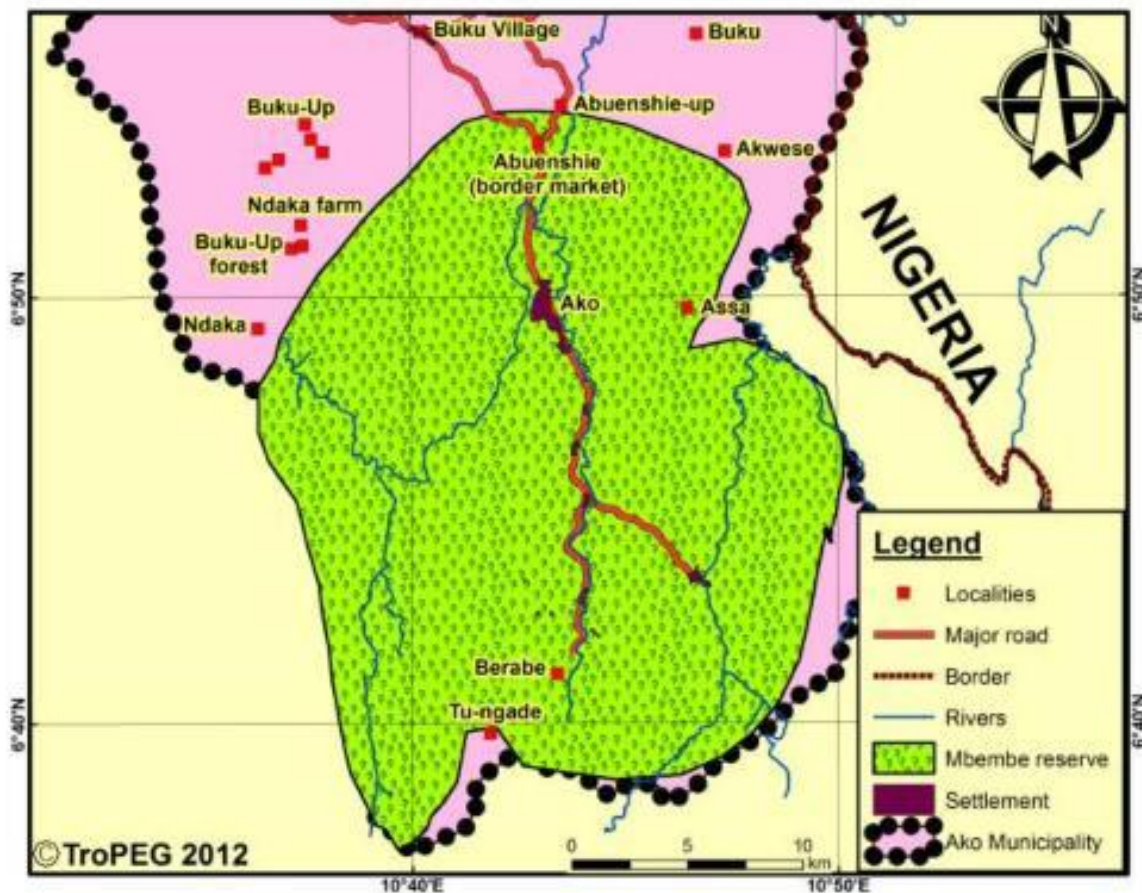 Buku Village
Buku
N
Buku-Up
Abuenshie-up
Abuenshie
(border market)
Akwese
Ndaka farm
Buku-Up
forest
NIGERIA
6°50'N
Ako
Assa
6°50'N
Ndaka
Berabe
Tu-ngade
6°40'N
6°40'N
Legend
Localities
Major road
Border
Rivers
Mbembe reserve
Settlement
Ako Municipality
©TroPEG 2012
0 5 10
km
10°40'E
10°50'E